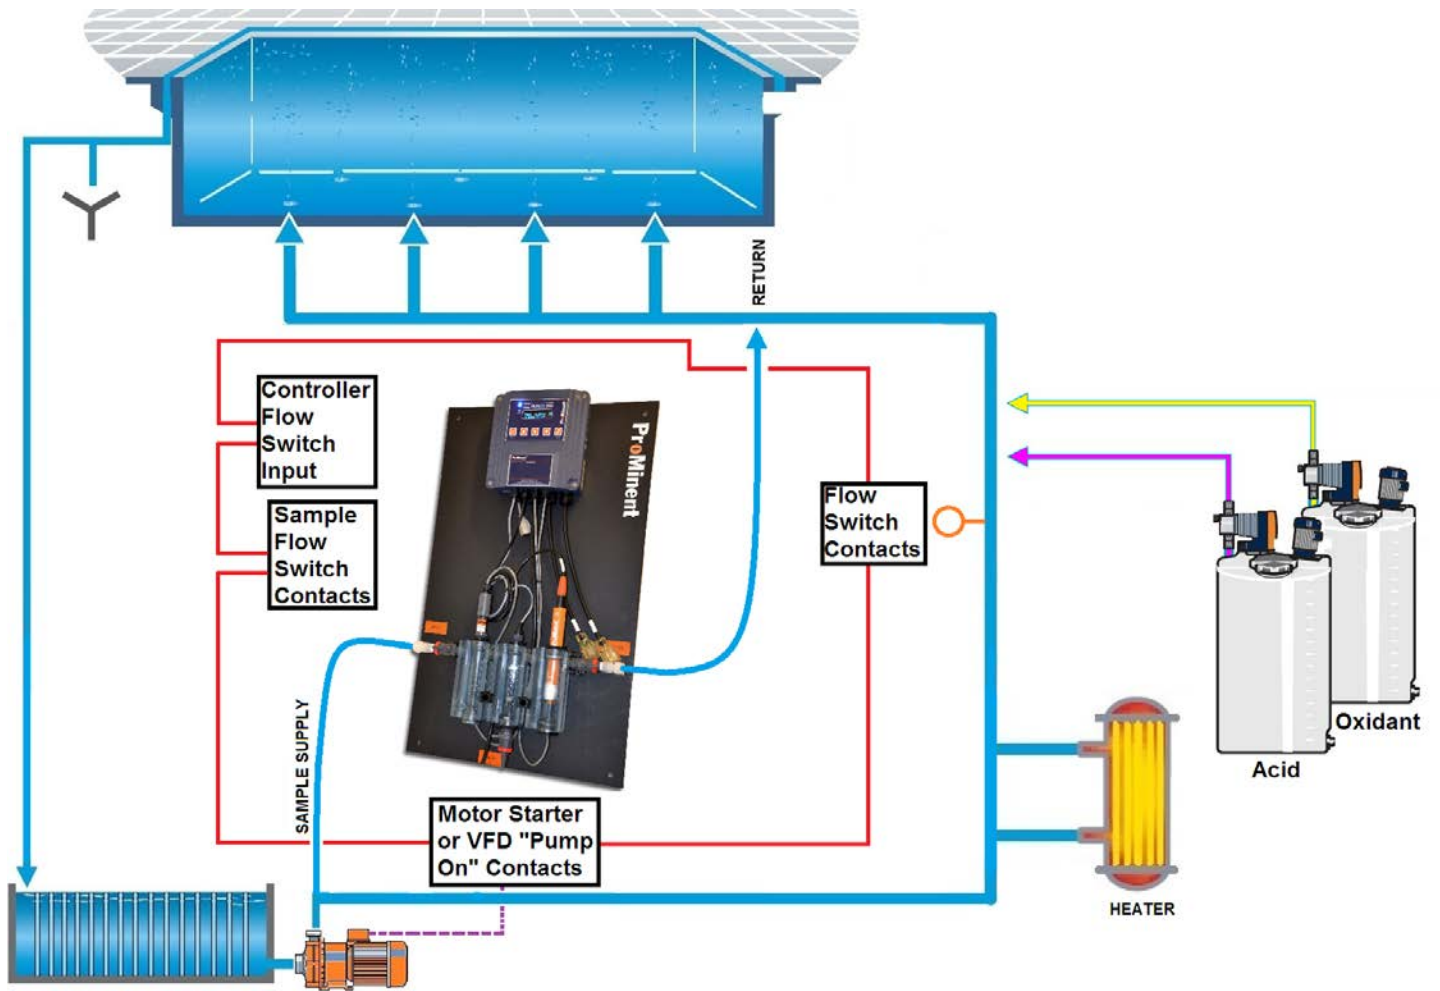 RETURN
Controller
Flow
Switch
Input
Sample
Flow
Switch
Contacts
ProMinent
Flow
Switch
Contacts
SAMPLE SUPPLY
Motor Starter
or VFD "Pump
On" Contacts
Oxidant
Acid
HEATER